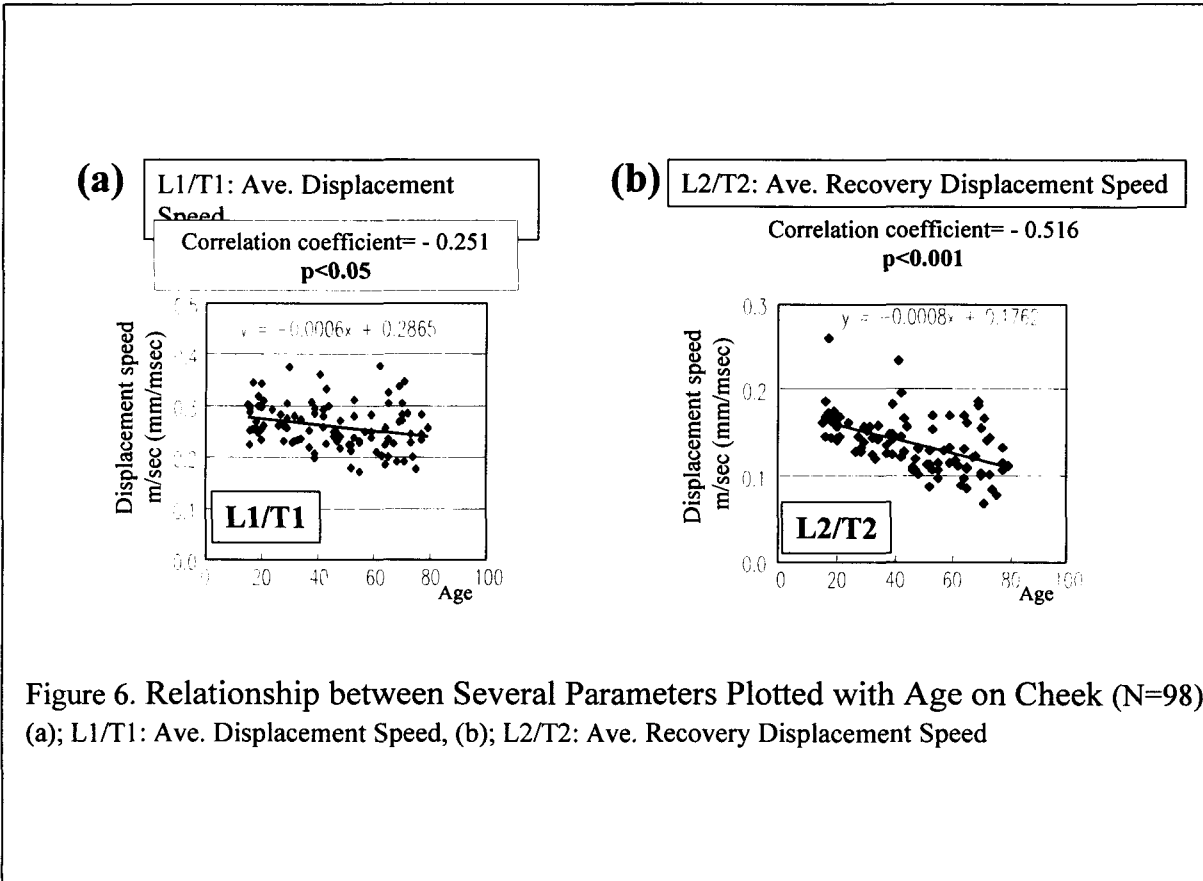 (a)
L1/T1: Ave. Displacement
Speed
Correlation coefficient= - 0.251
p<0.05
Displacement speed
m/sec (mm/msec)
0.5
0.4
0.3
0.2
0.1
0.0
y = -0.0006x + 0.2865
L1/T1
0 20 40 60 80 100
Age
(b)
L2/T2: Ave. Recovery Displacement Speed
Correlation coefficient= - 0.516
p<0.001
Displacement speed
m/sec (mm/msec)
0.3
0.2
0.1
0.0
y = -0.0008x + 0.1762
L2/T2
0 20 40 60 80 100
Age
Figure 6. Relationship between Several Parameters Plotted with Age on Cheek (N=98)
(a); L1/T1: Ave. Displacement Speed, (b); L2/T2: Ave. Recovery Displacement Speed